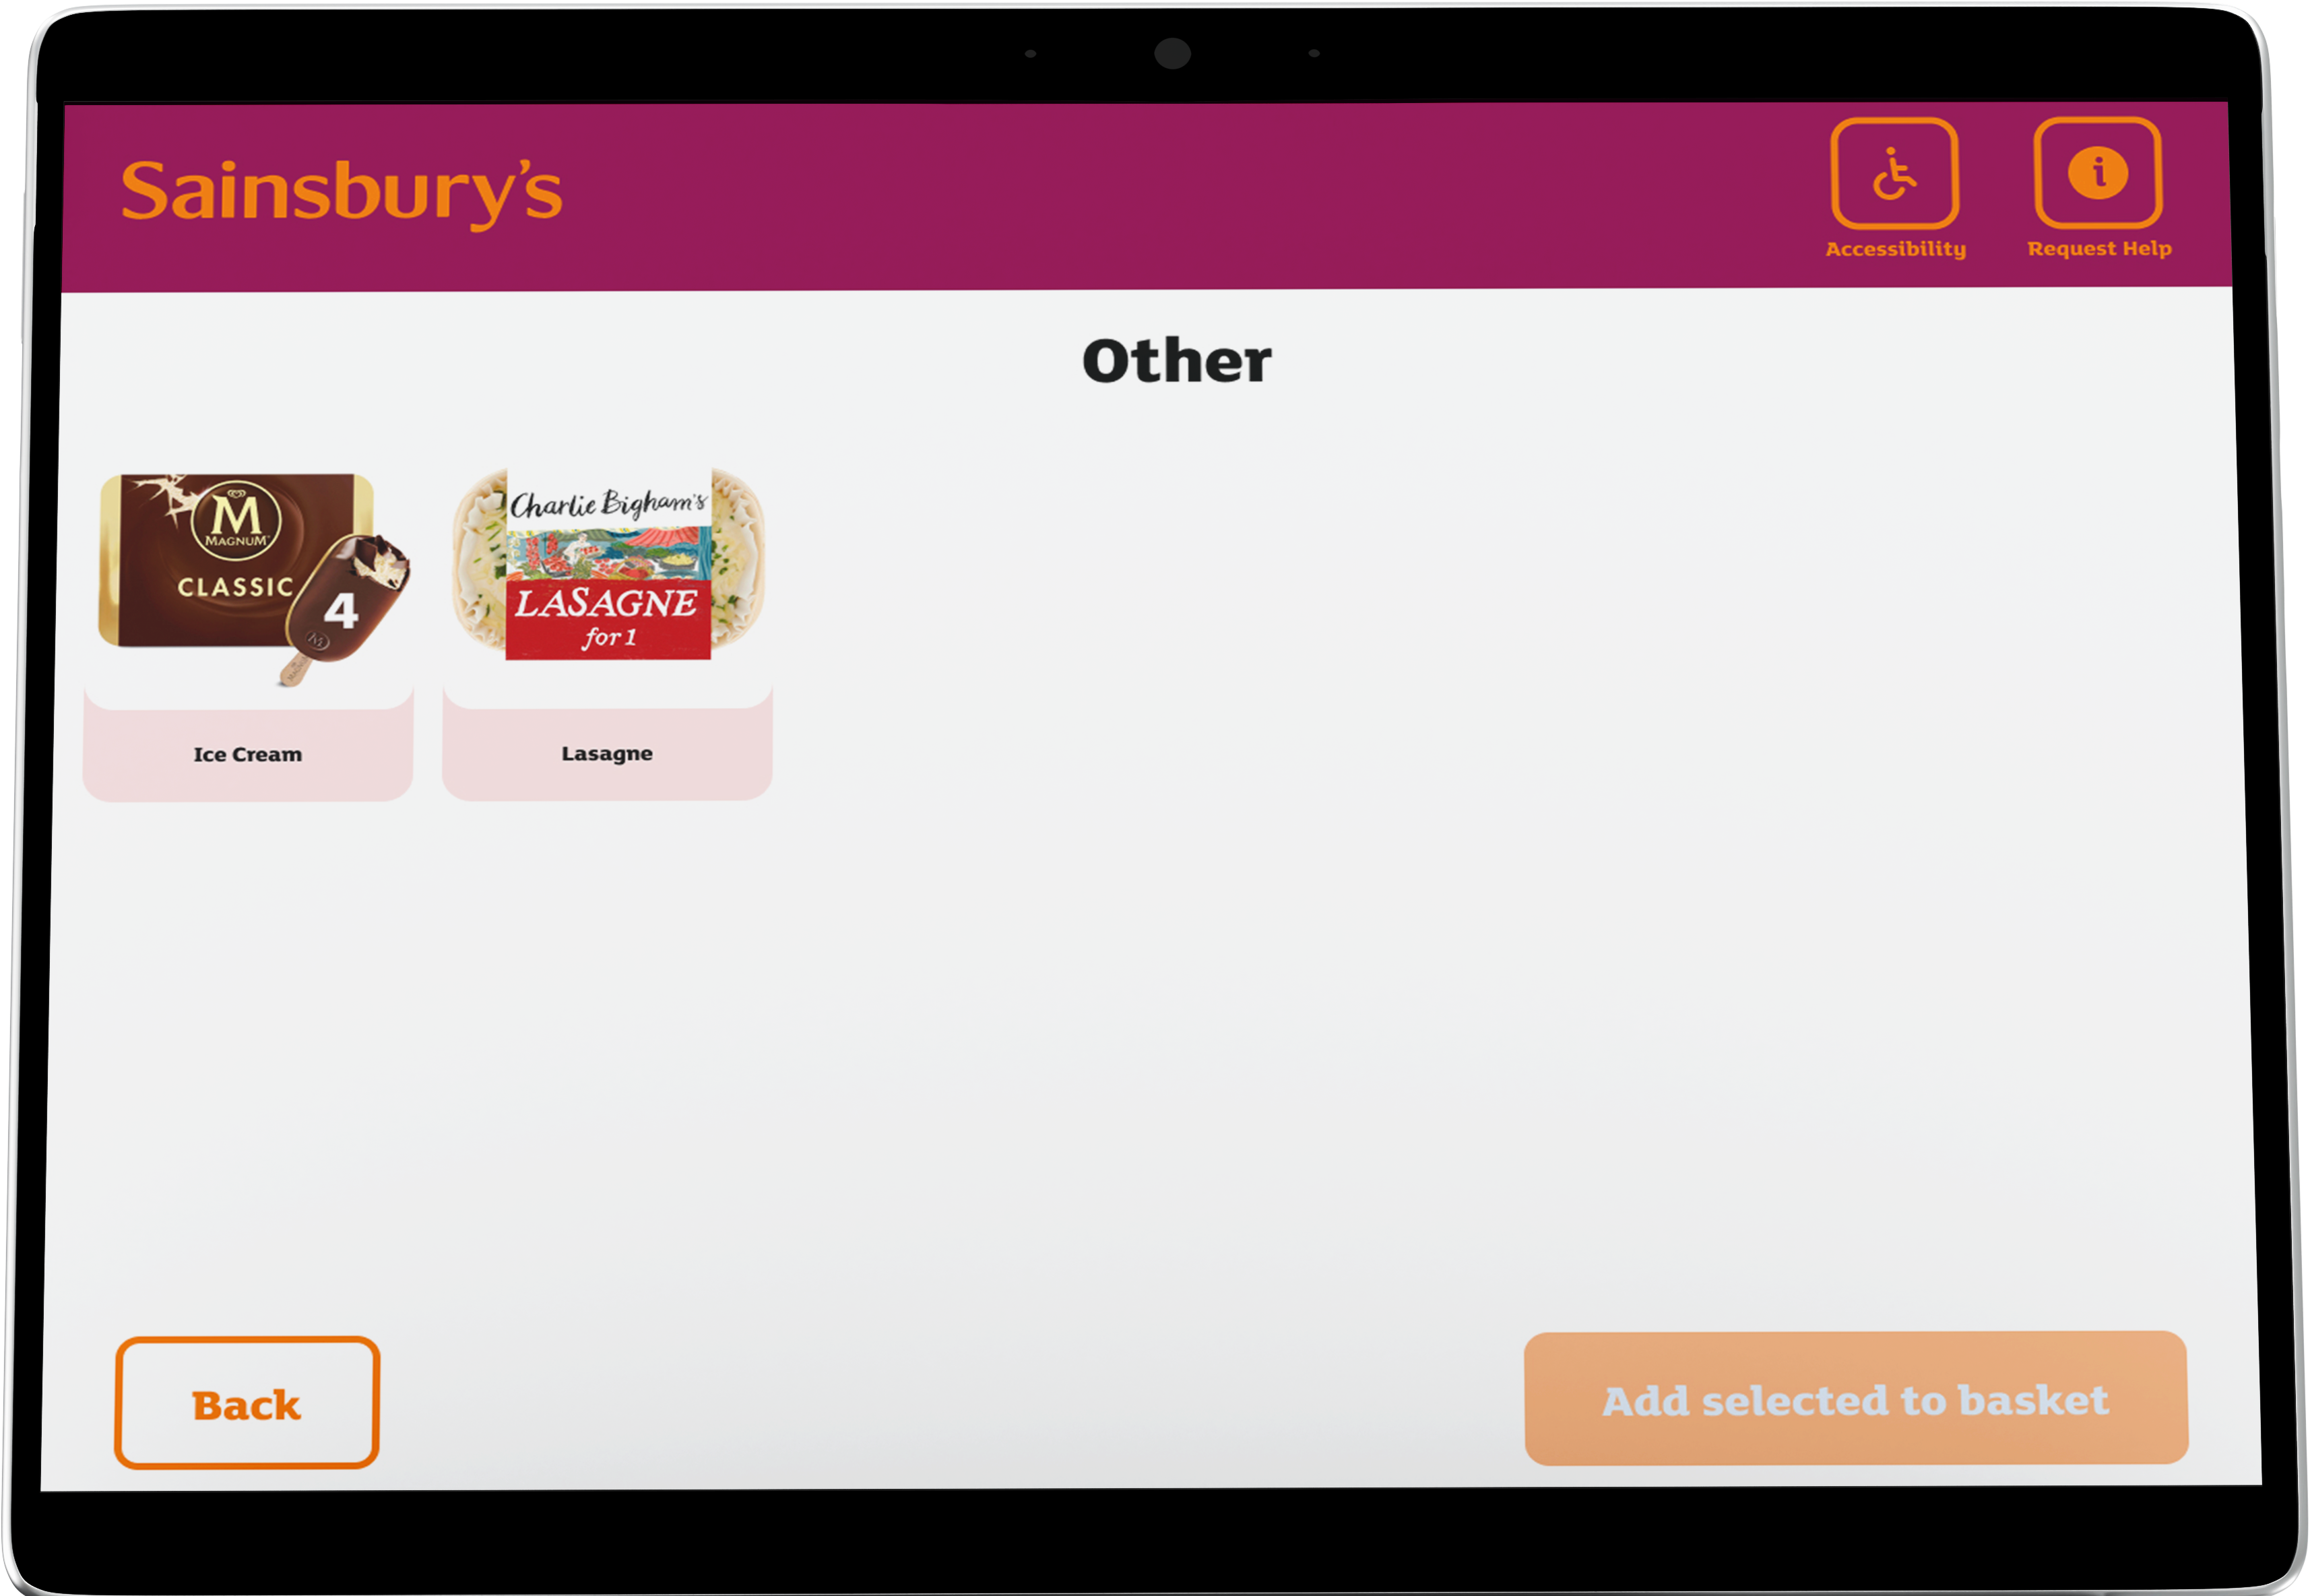 Sainsbury's
Accessibility
Request Help
Other
M
MAGNUM
CLASSIC
4
M
Charlie Bigham's
LASAGNE
for 1
Ice Cream
Lasagne
Back
Add selected to basket